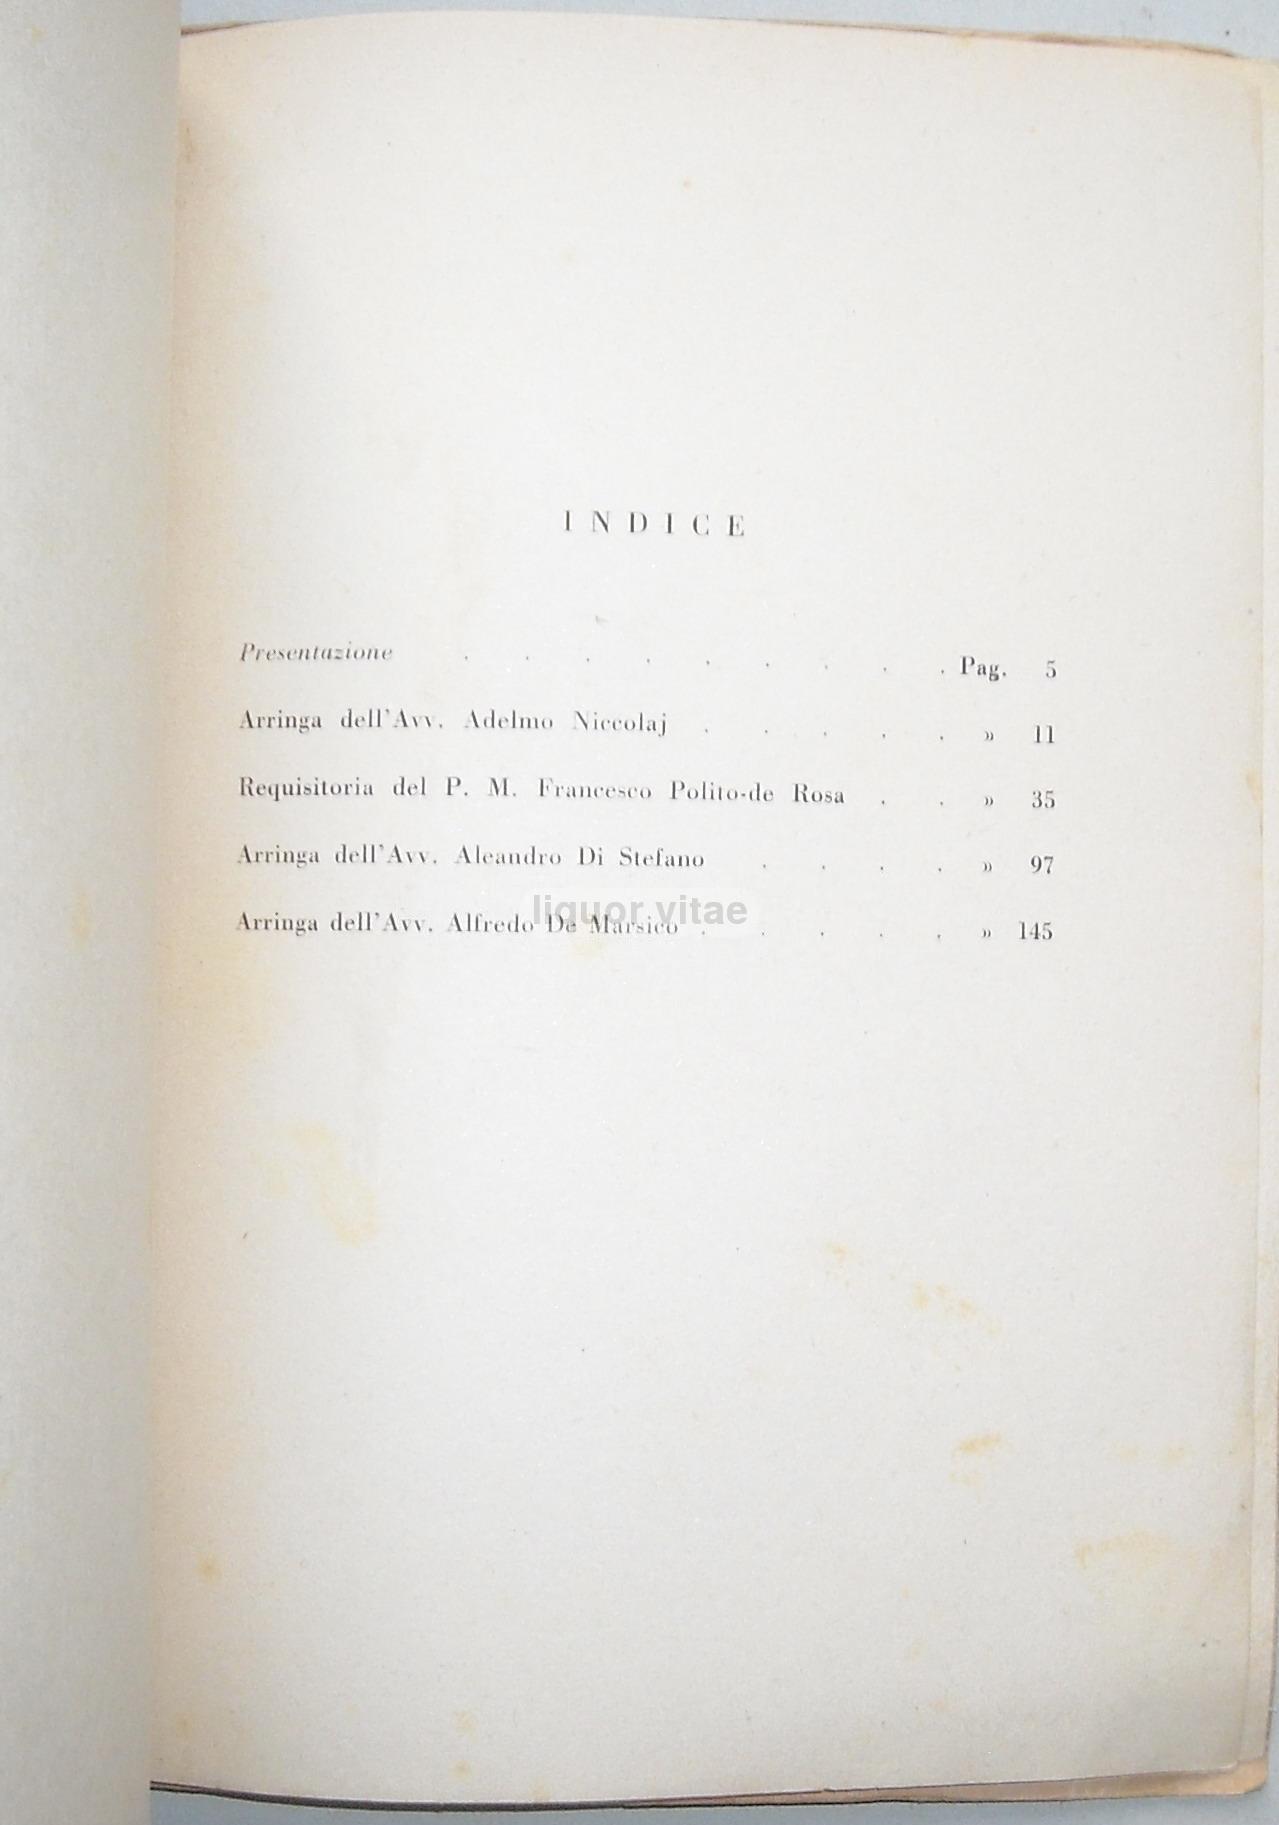 INDICE
Presentazione . . . . . . . . . Pag. 5
Arringa dell'Avv. Adelmo Niccolaj . . . . . » 11
Requisitoria del P. M. Francesco Polito-de Rosa . . » 35
Arringa dell'Avv. Aleandro Di Stefano . . . . » 97
liquor vitae
Arringa dell'Avv. Alfredo De Marsico . . . . . » 145